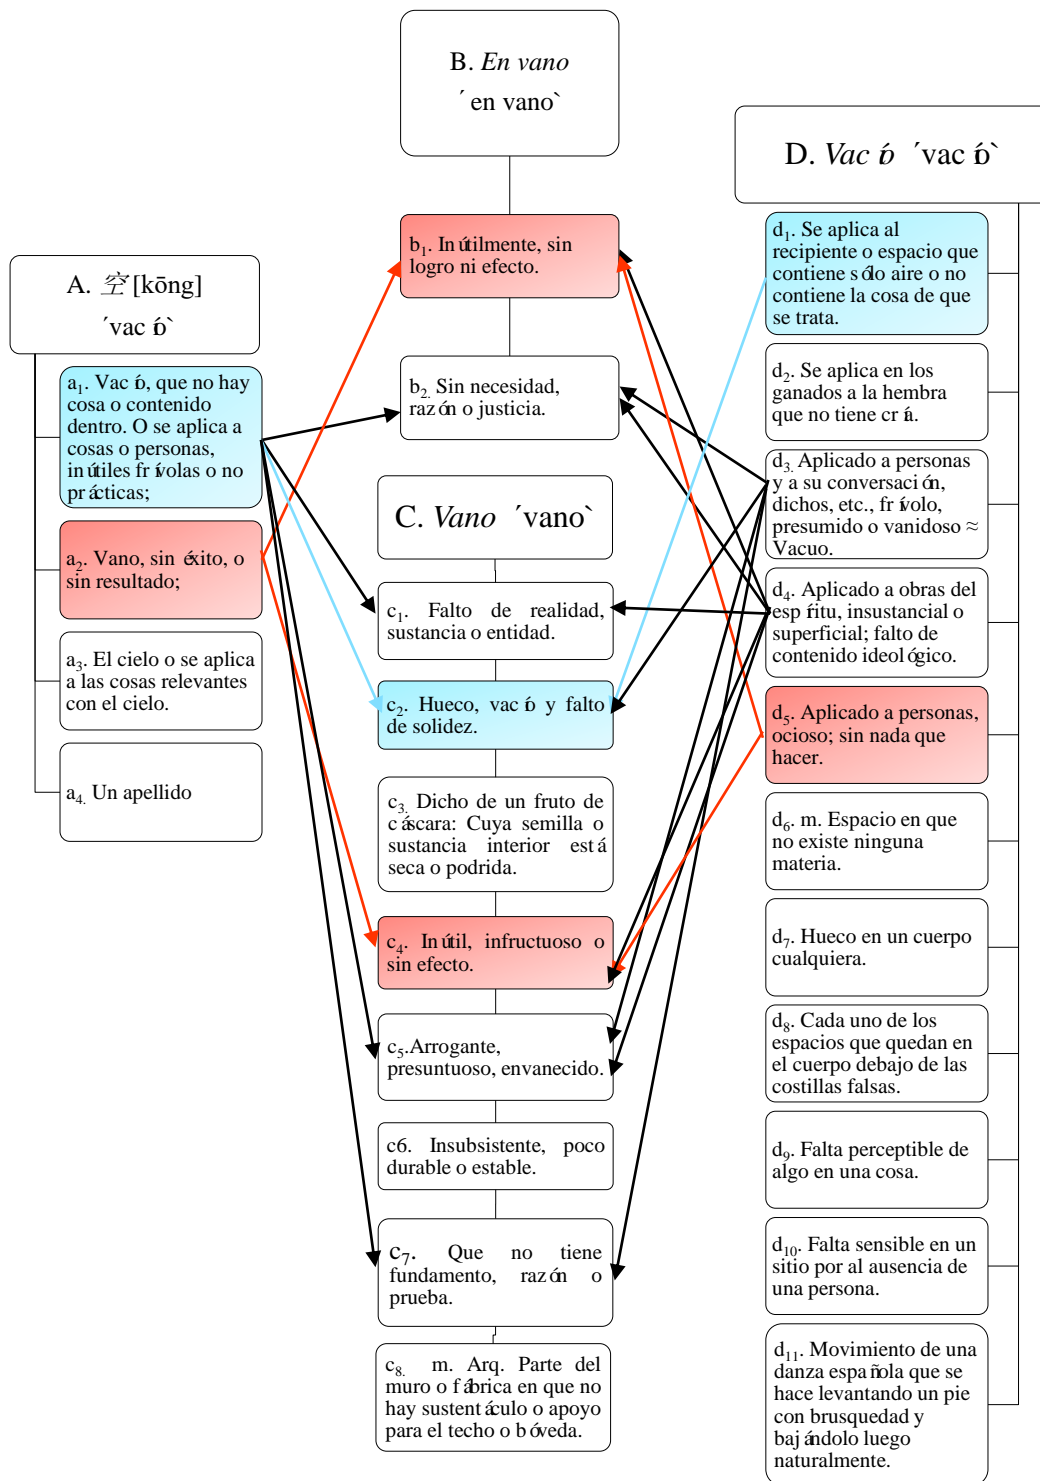 B. En vano
´en vano`
b1. Inútilmente, sin
logro ni efecto.
b2. Sin necesidad,
razón o justicia.
A. 空 [kōng]
´vacío`
a1. Vacío, que no hay
cosa o contenido
dentro. O se aplica a
cosas o personas,
inútiles frívolas o no
prácticas;
a2. Vano, sin éxito, o
sin resultado;
a3. El cielo o se aplica
a las cosas relevantes
con el cielo.
a4. Un apellido
C. Vano ´vano`
c1. Falto de realidad,
sustancia o entidad.
c2. Hueco, vacío y falto
de solidez.
c3. Dicho de un fruto de
cáscara: Cuya semilla o
sustancia interior está
seca o podrida.
c4. Inútil, infructuoso o
sin efecto.
c5.Arrogante,
presuntuoso, envanecido.
c6. Insubsistente, poco
durable o estable.
c7. Que no tiene
fundamento, razón o
prueba.
c8. m. Arq. Parte del
muro o fábrica en que no
hay sustentáculo o apoyo
para el techo o bóveda.
D. Vacío ´vacío`
d1. Se aplica al
recipiente o espacio que
contiene sólo aire o no
contiene la cosa de que
se trata.
d2. Se aplica en los
ganados a la hembra
que no tiene cría.
d3. Aplicado a personas
y a su conversación,
dichos, etc., frívolo,
presumido o vanidoso ≈
Vacuo.
d4. Aplicado a obras del
espíritu, insustancial o
superficial; falto de
contenido ideológico.
d5. Aplicado a personas,
ocioso; sin nada que
hacer.
d6. m. Espacio en que
no existe ninguna
materia.
d7. Hueco en un cuerpo
cualquiera.
d8. Cada uno de los
espacios que quedan en
el cuerpo debajo de las
costillas falsas.
d9. Falta perceptible de
algo en una cosa.
d10. Falta sensible en un
sitio por al ausencia de
una persona.
d11. Movimiento de una
danza española que se
hace levantando un pie
con brusquedad y
bajándolo luego
naturalmente.